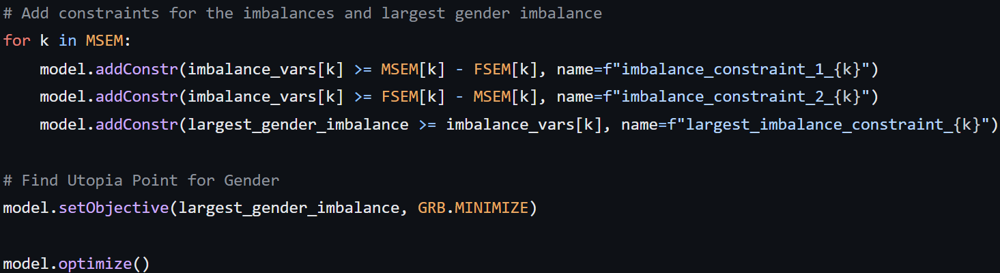 # Add constraints for the imbalances and largest gender imbalance
for k in MSEM:
    model.addConstr(imbalance_vars[k] >= MSEM[k] - FSEM[k], name=f"imbalance_constraint_1_{k}")
    model.addConstr(imbalance_vars[k] >= FSEM[k] - MSEM[k], name=f"imbalance_constraint_2_{k}")
    model.addConstr(largest_gender_imbalance >= imbalance_vars[k], name=f"largest_imbalance_constraint_{k}")

# Find Utopia Point for Gender
model.setObjective(largest_gender_imbalance, GRB.MINIMIZE)

model.optimize()